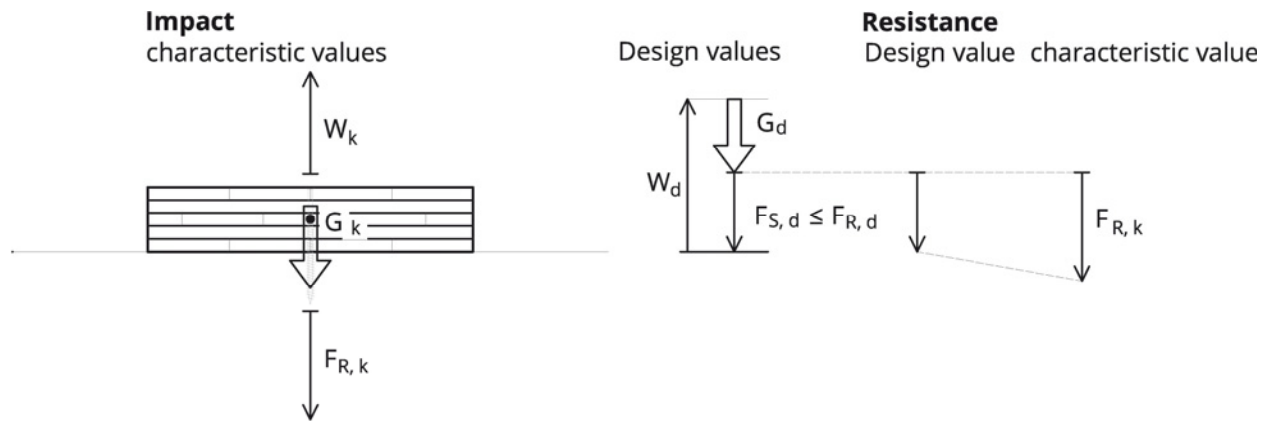 Impact
characteristic values
W_k
G_k
F_R, k
Design values
G_d
W_d
F_S, d ≤ F_R, d
Resistance
Design value characteristic value
F_R, k